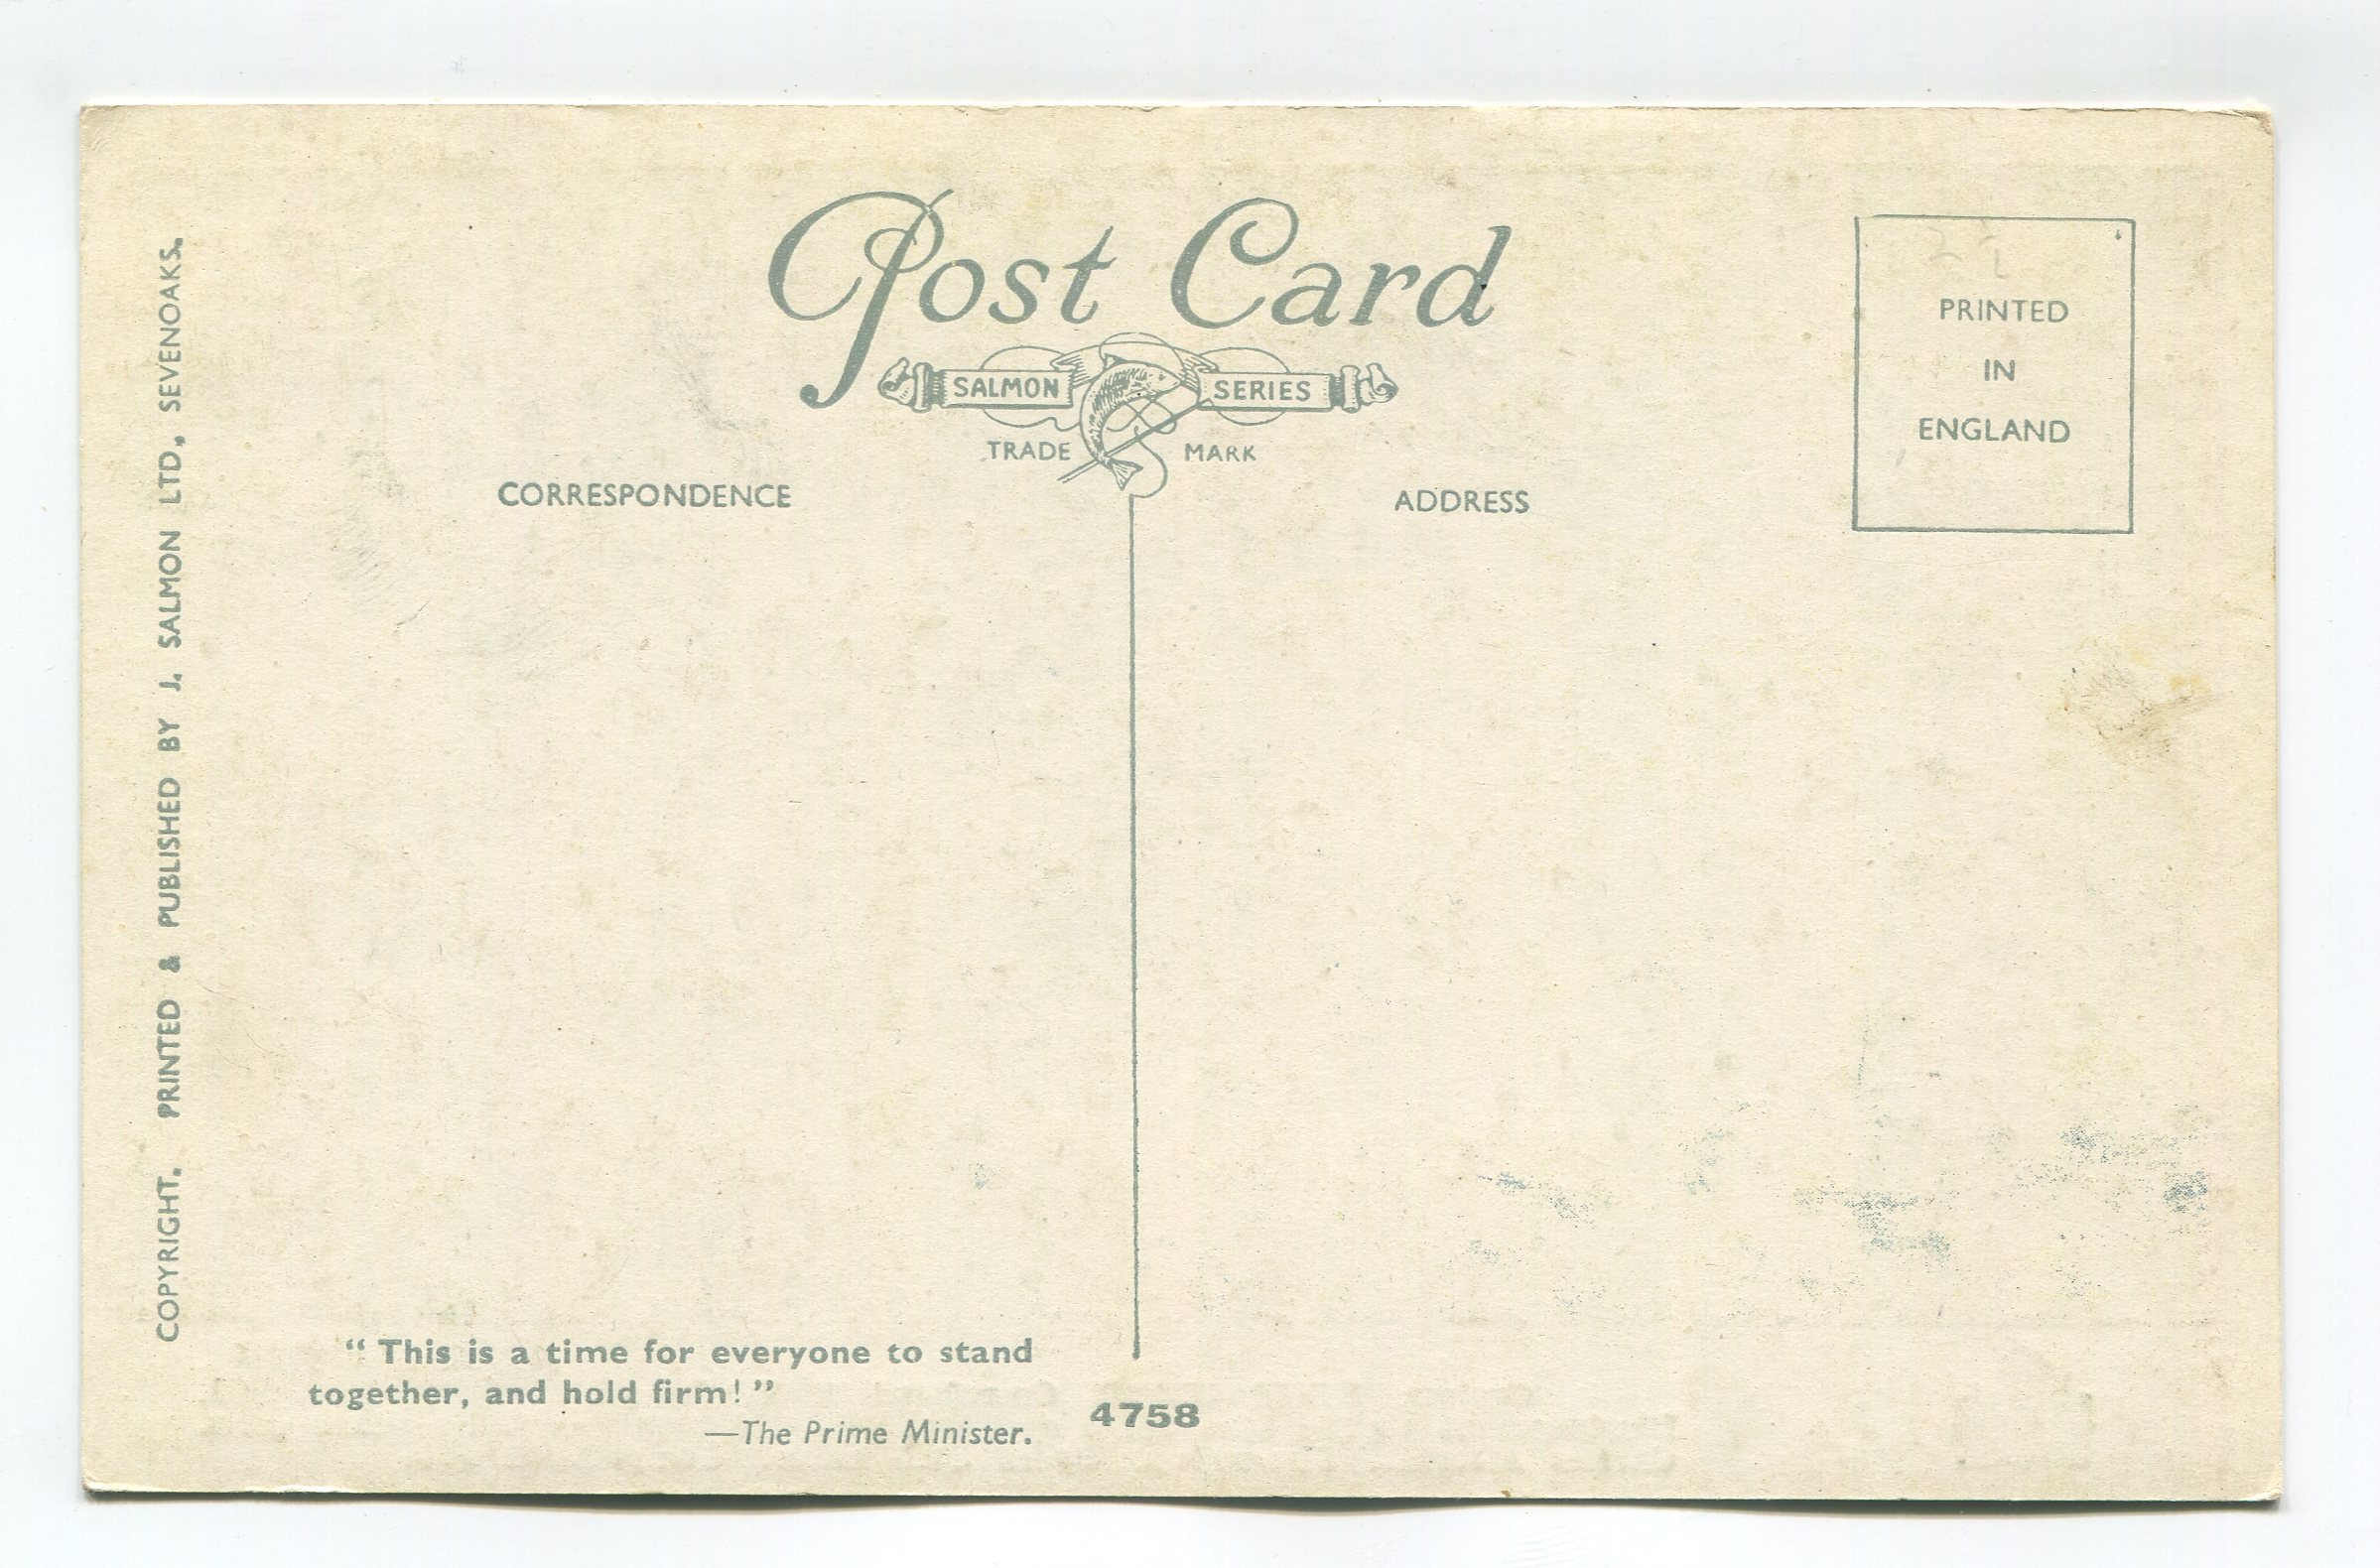 Post Card
SALMON SERIES
TRADE MARK
CORRESPONDENCE
ADDRESS
PRINTED
IN
ENGLAND
COPYRIGHT. PRINTED & PUBLISHED BY J. SALMON LTD., SEVENOAKS.
“ This is a time for everyone to stand
together, and hold firm! ”
—The Prime Minister.
4758